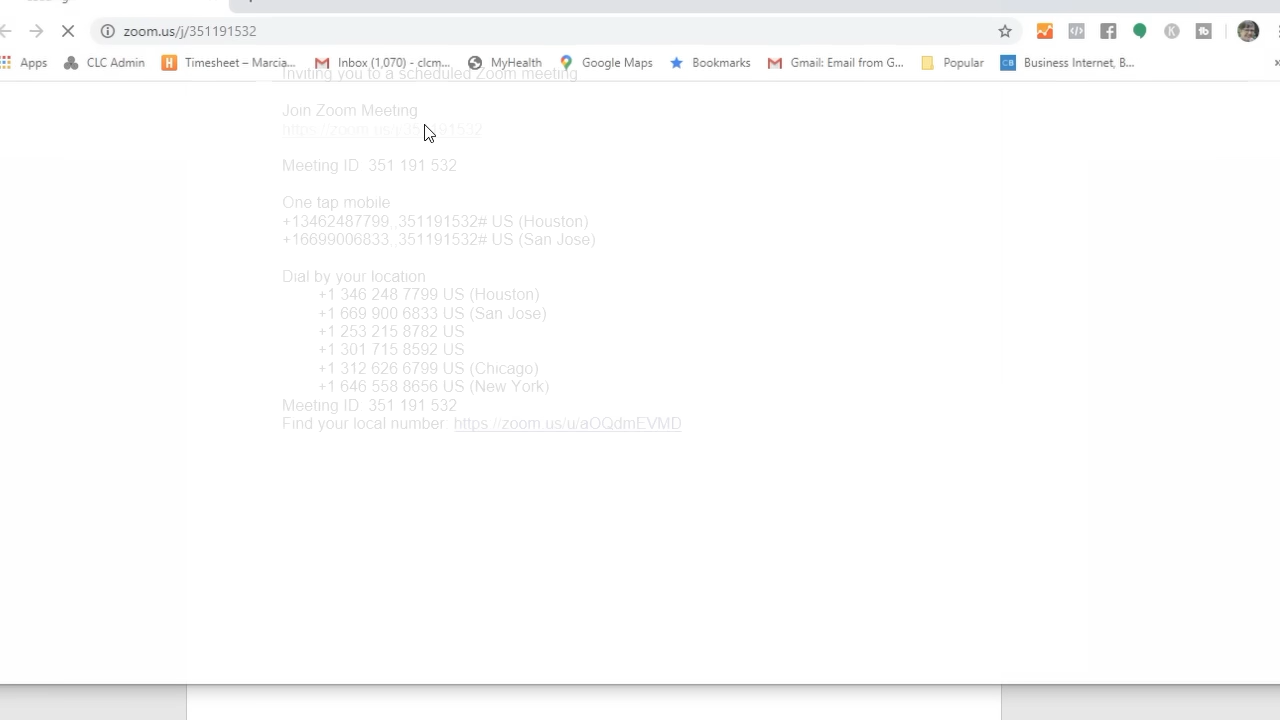 zoom.us/j/351191532
Apps CLC Admin Timesheet – Marcia... Inbox (1,070) - clcm... MyHealth Google Maps Bookmarks Gmail: Email from G... Popular Business Internet, B...
you to a scheduled Zoom meeting
Join Zoom Meeting
https://zoom.us/j/351191532
Meeting ID 351 191 532
One tap mobile
+13462487799,,351191532# US (Houston)
+16699006833,,351191532# US (San Jose)
Dial by your location
+1 346 248 7799 US (Houston)
+1 669 900 6833 US (San Jose)
+1 253 215 8782 US
+1 301 715 8592 US
+1 312 626 6799 US (Chicago)
+1 646 558 8656 US (New York)
Meeting ID 351 191 532
Find your local number https://zoom.us/u/aOQdmEVMD